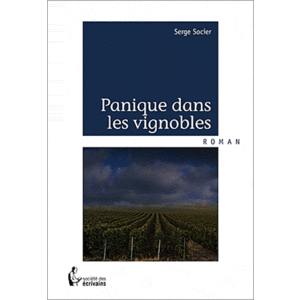 Serge Socier
Panique dans
les vignobles
ROMAN
société des
écrivains